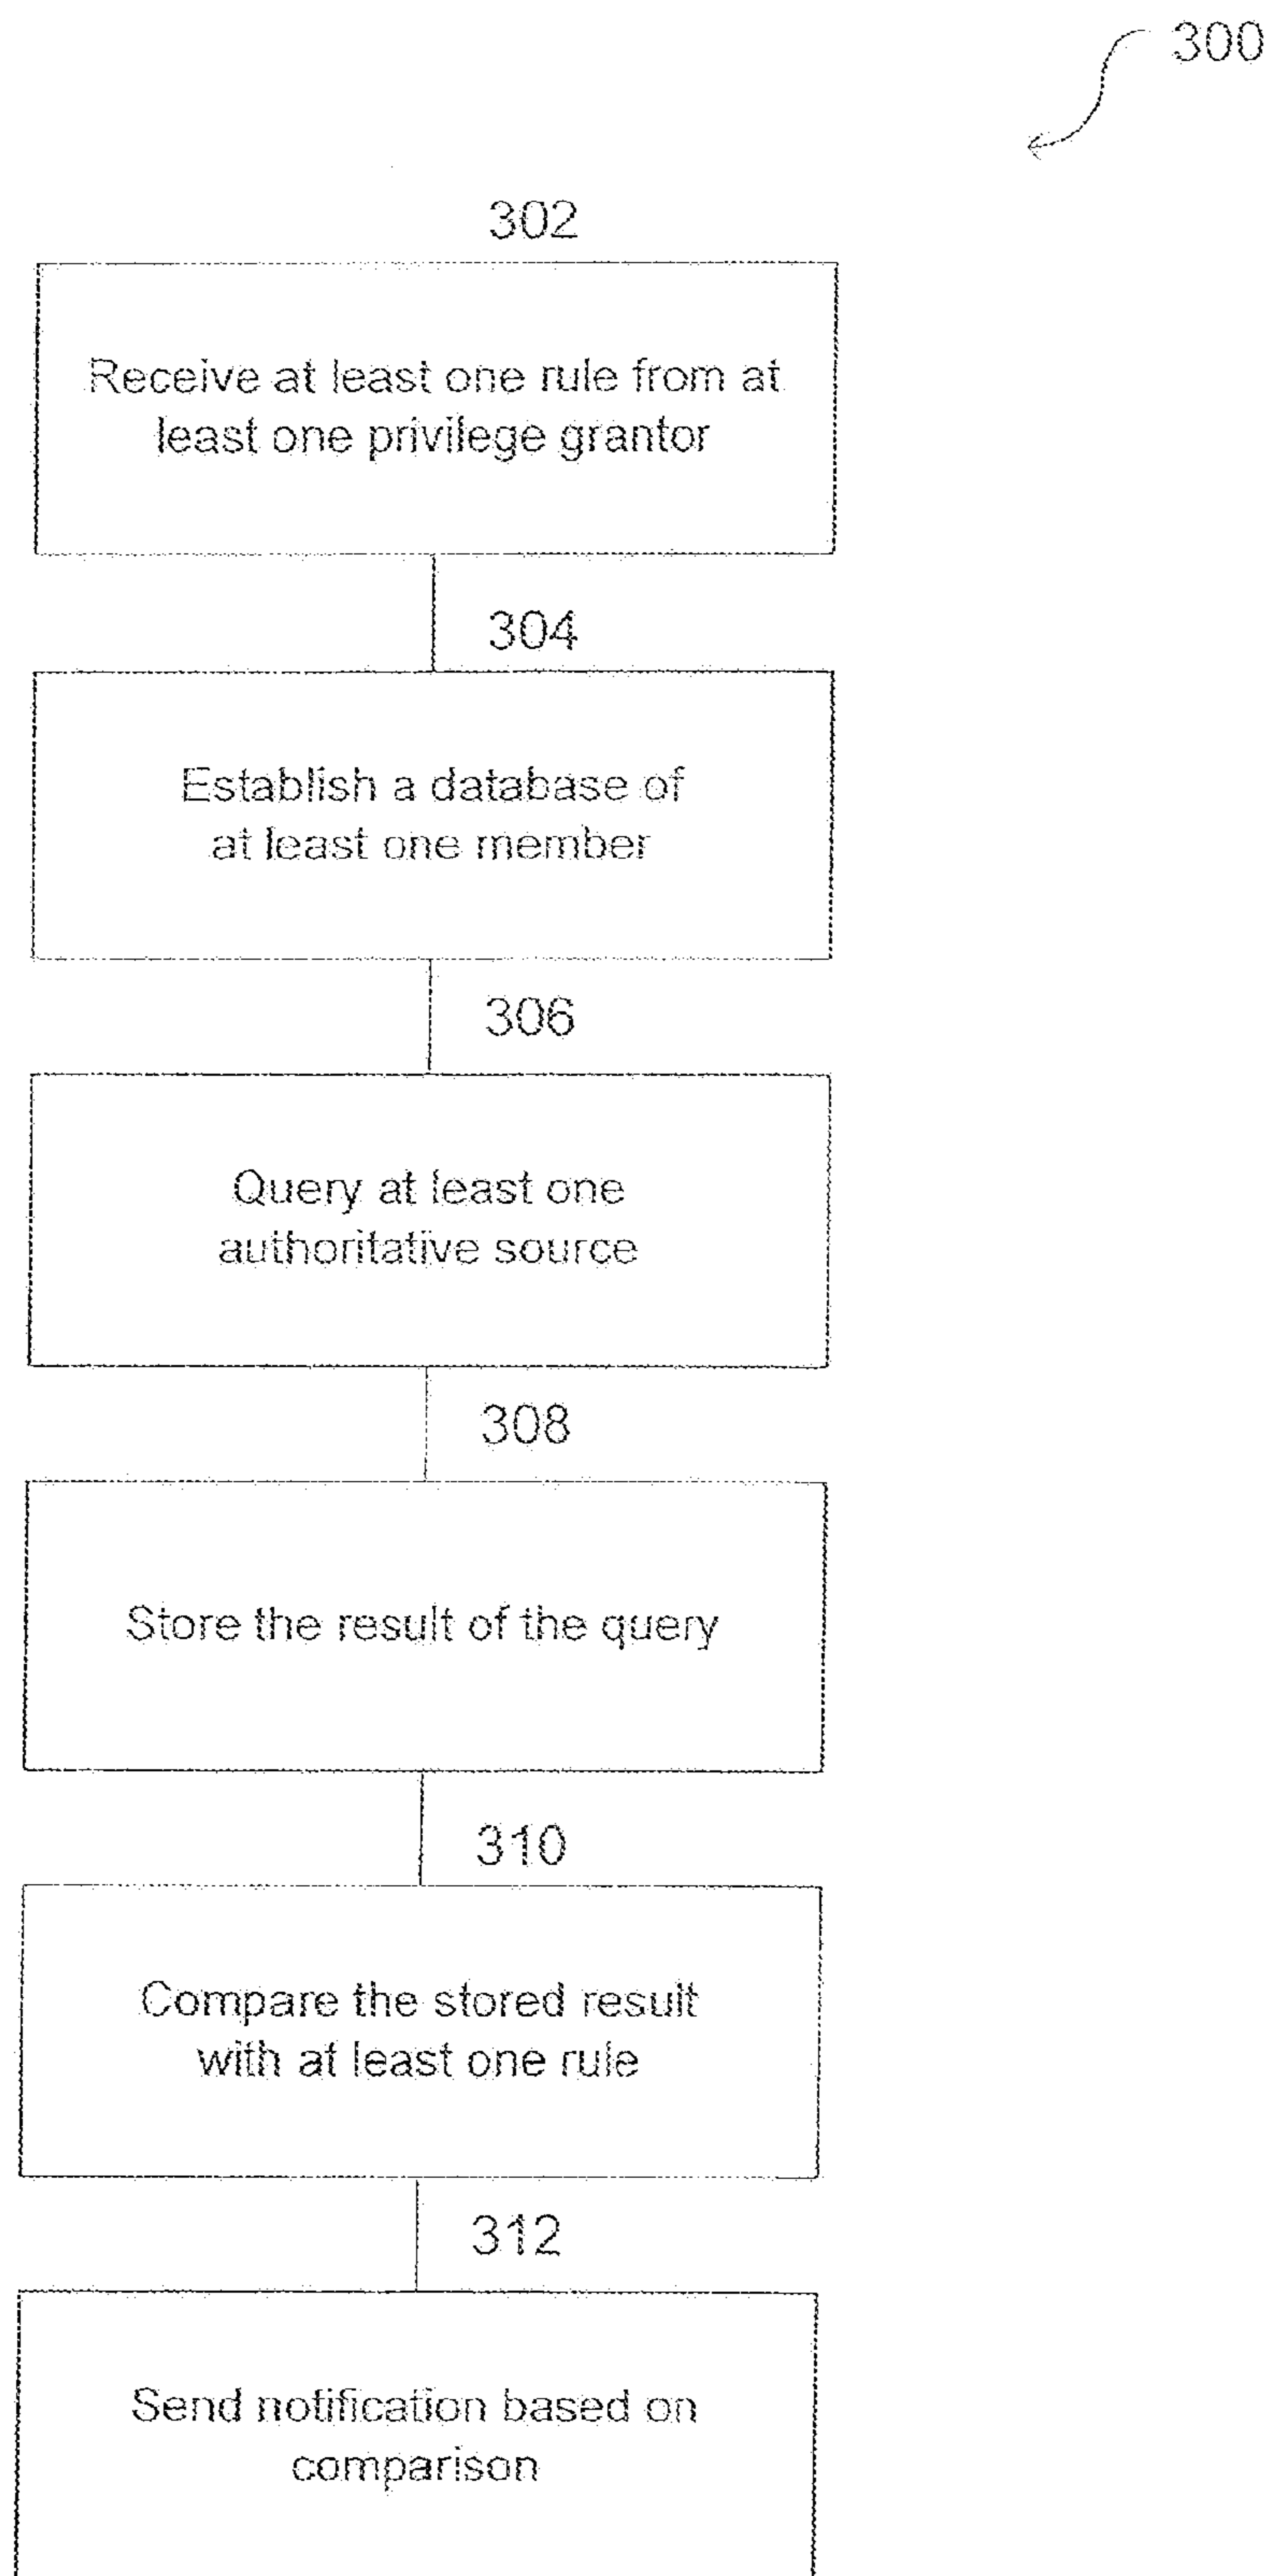 300
302
Receive at least one rule from at
least one privilege grantor
304
Establish a database of
at least one member
306
Query at least one
authoritative source
308
Store the result of the query
310
Compare the stored result
with at least one rule
312
Send notification based on
comparison